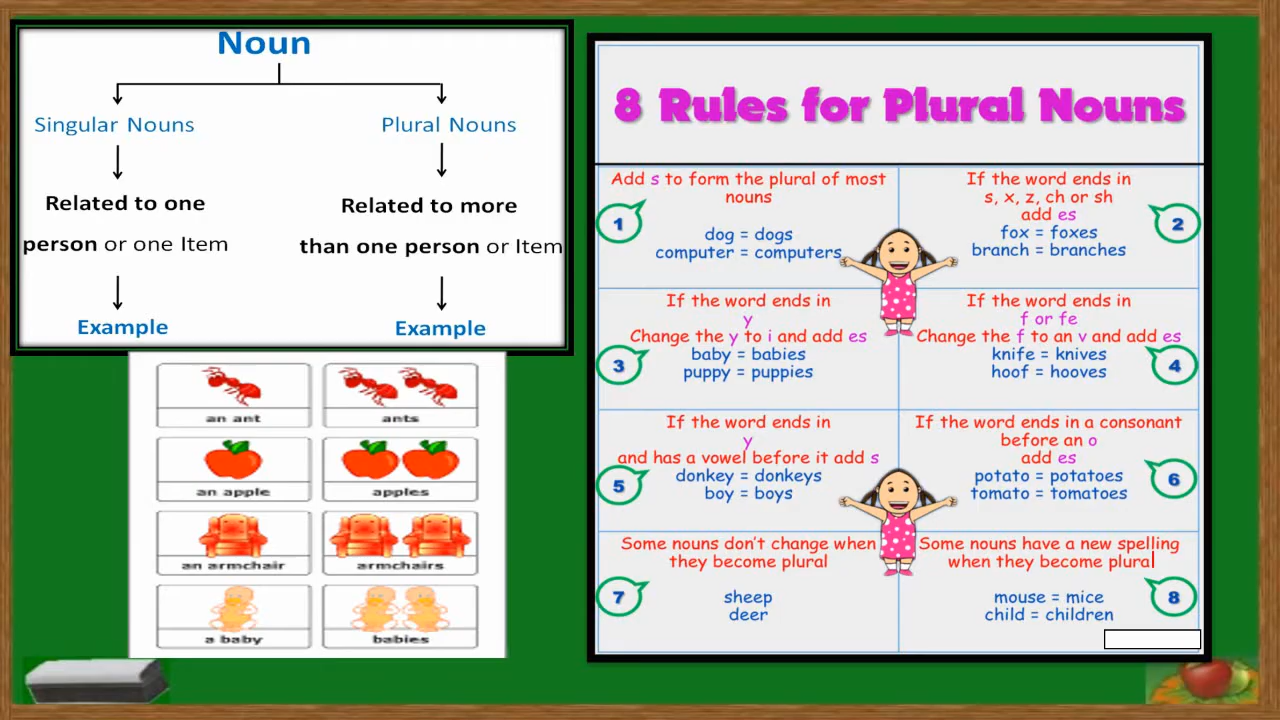 Noun
Singular Nouns
Plural Nouns
Related to one
person or one Item
Related to more
than one person or Item
Example
Example
an ant
ants
an apple
apples
an armchair
armchairs
a baby
babies
8 Rules for Plural Nouns
1
Add s to form the plural of most
nouns
dog = dogs
computer = computers
2
If the word ends in
s, x, z, ch or sh
add es
fox = foxes
branch = branches
3
If the word ends in
y
Change the y to i and add es
baby = babies
puppy = puppies
4
If the word ends in
f or fe
Change the f to an v and add es
knife = knives
hoof = hooves
5
If the word ends in
y
and has a vowel before it add s
donkey = donkeys
boy = boys
6
If the word ends in a consonant
before an o
add es
potato = potatoes
tomato = tomatoes
7
Some nouns don't change when
they become plural
sheep
deer
8
Some nouns have a new spelling
when they become plural
mouse = mice
child = children